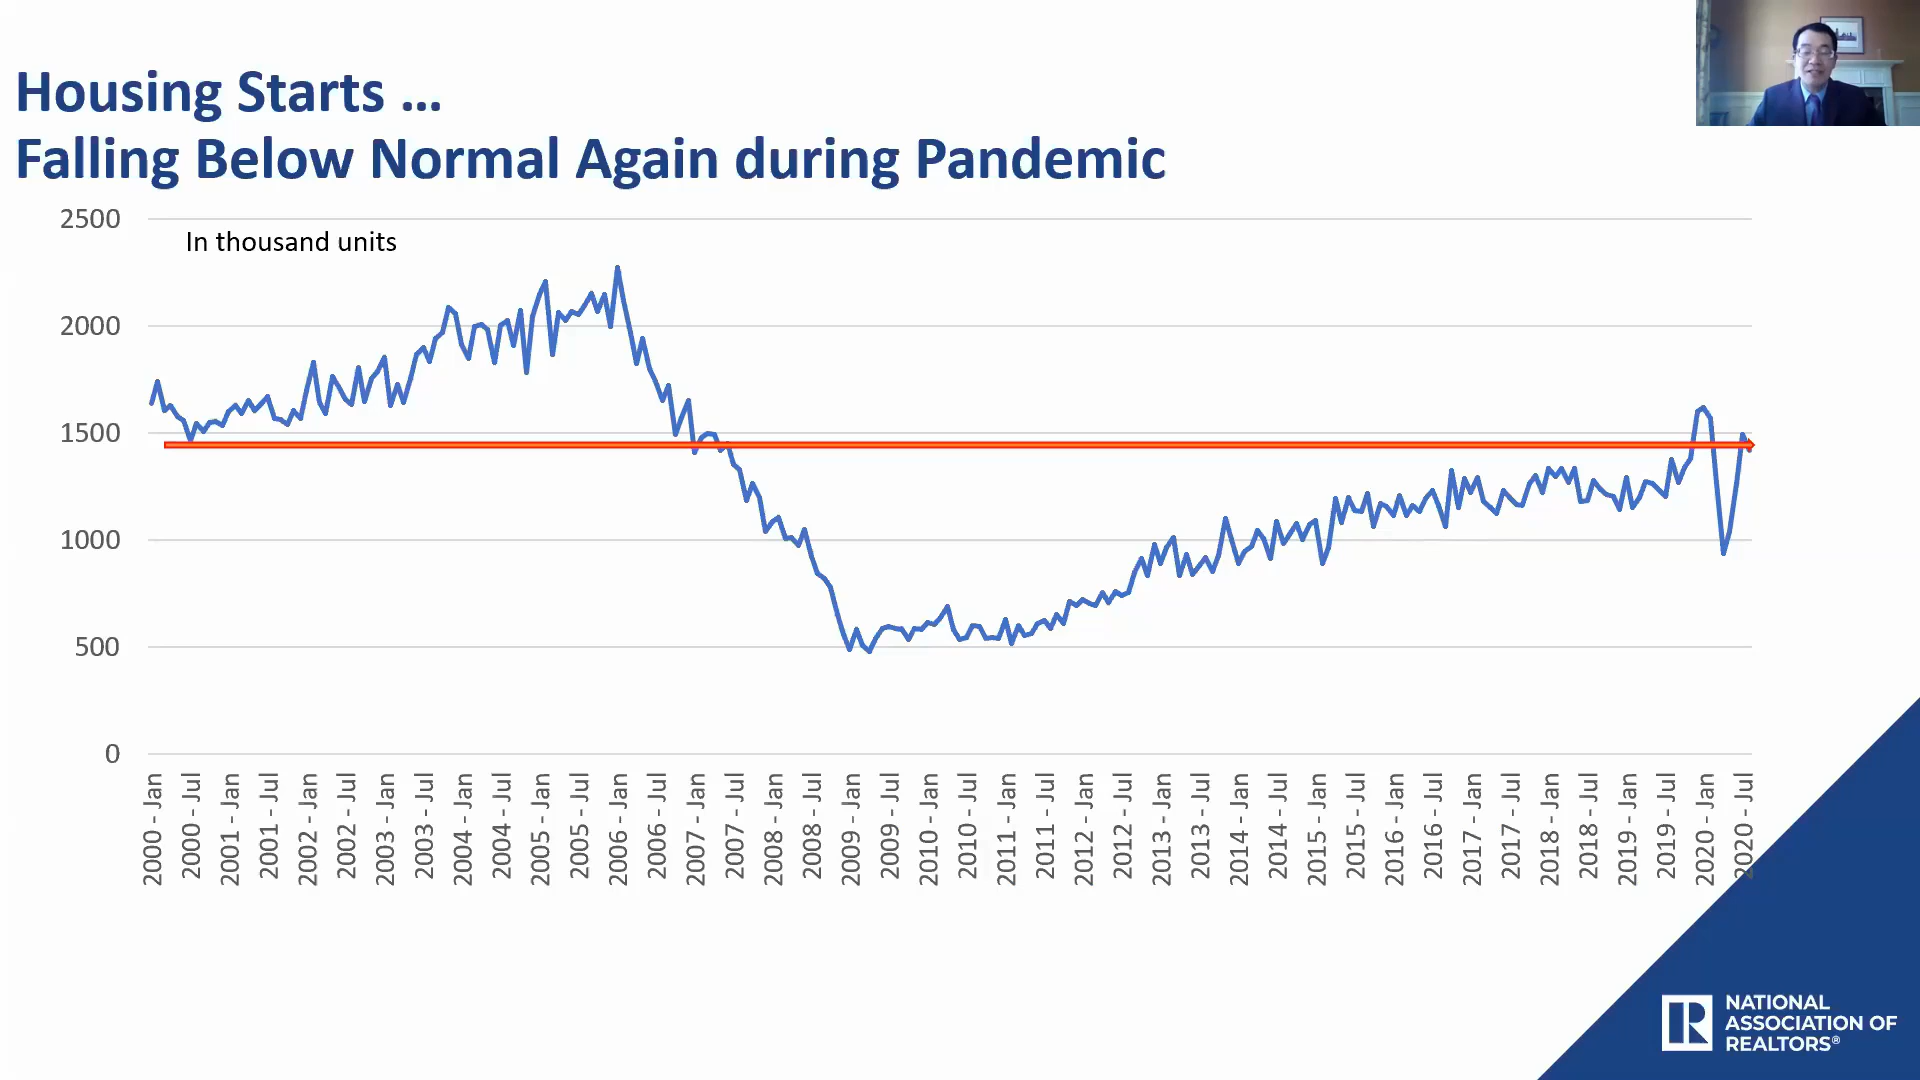 Housing Starts ...
Falling Below Normal Again during Pandemic
In thousand units
2500
2000
1500
1000
500
0
2000 - Jan
2000 - Jul
2001 - Jan
2001 - Jul
2002 - Jan
2002 - Jul
2003 - Jan
2003 - Jul
2004 - Jan
2004 - Jul
2005 - Jan
2005 - Jul
2006 - Jan
2006 - Jul
2007 - Jan
2007 - Jul
2008 - Jan
2008 - Jul
2009 - Jan
2009 - Jul
2010 - Jan
2010 - Jul
2011 - Jan
2011 - Jul
2012 - Jan
2012 - Jul
2013 - Jan
2013 - Jul
2014 - Jan
2014 - Jul
2015 - Jan
2015 - Jul
2016 - Jan
2016 - Jul
2017 - Jan
2017 - Jul
2018 - Jan
2018 - Jul
2019 - Jan
2019 - Jul
2020 - Jan
2020 - Jul
R
NATIONAL
ASSOCIATION OF
REALTORS®